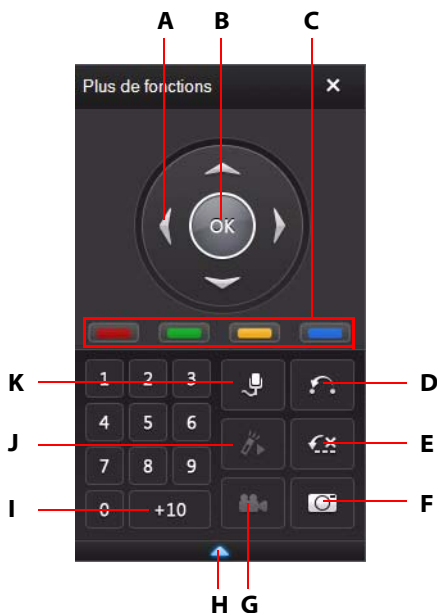 A B C
Plus de fonctions ×
OK
K 1 2 3 D
4 5 6
J E
7 8 9
F
I 0 +10
H G